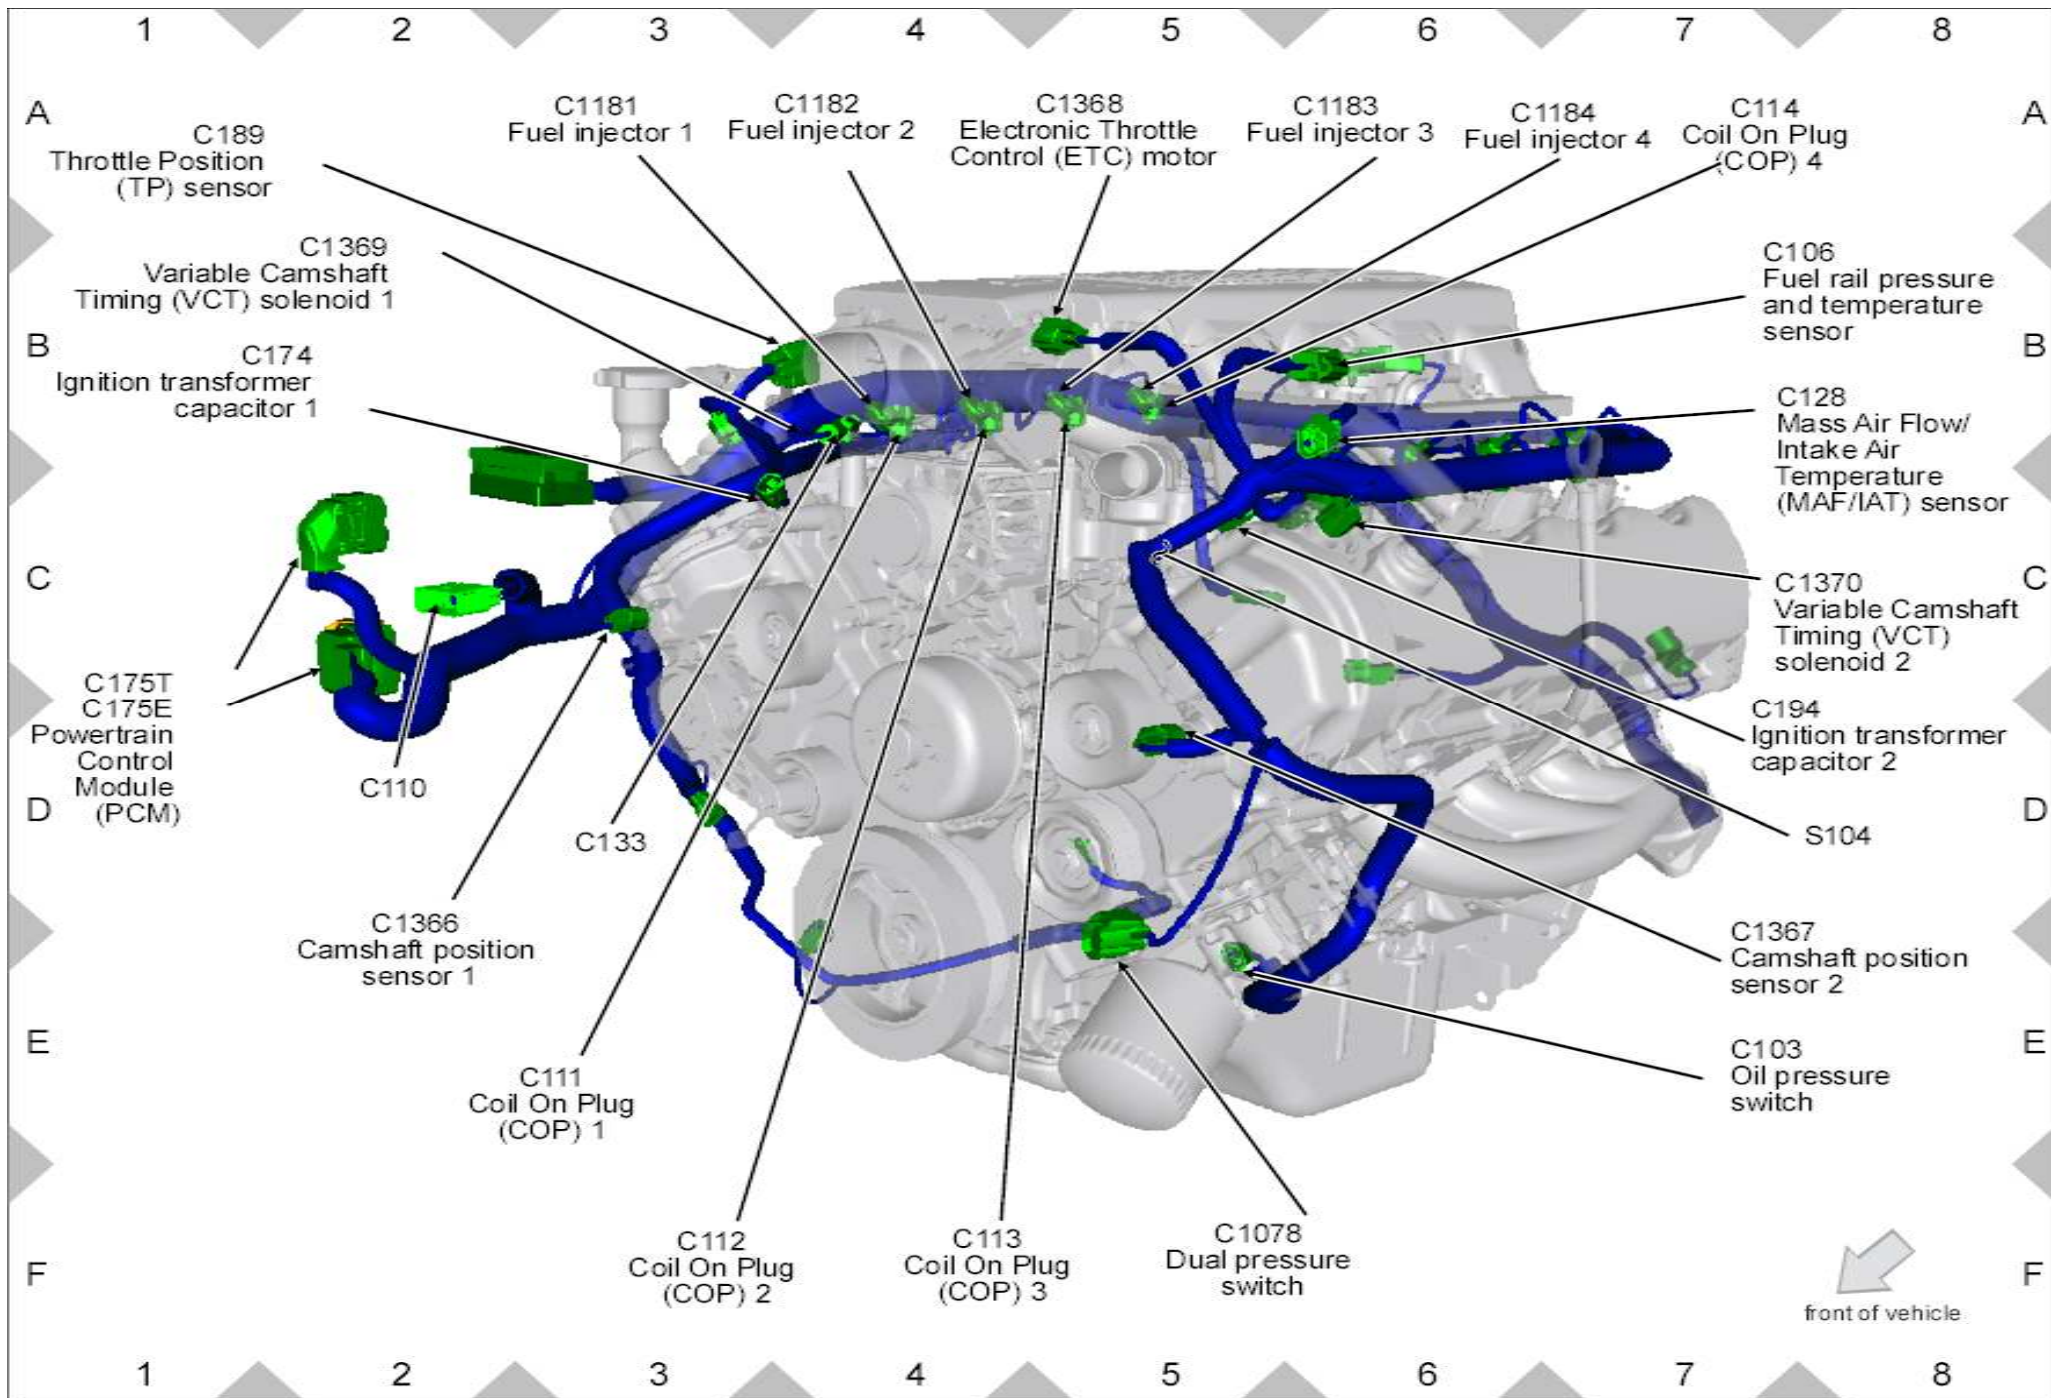 1 2 3 4 5 6 7 8
A
A
C189
Throttle Position
(TP) sensor
C1181
Fuel injector 1
C1182
Fuel injector 2
C1368
Electronic Throttle
Control (ETC) motor
C1183
Fuel injector 3
C1184
Fuel injector 4
C114
Coil On Plug
(COP) 4
C1369
Variable Camshaft
Timing (VCT) solenoid 1
C106
Fuel rail pressure
and temperature
sensor
B
B
C174
Ignition transformer
capacitor 1
C128
Mass Air Flow/
Intake Air
Temperature
(MAF/IAT) sensor
C
C
C1370
Variable Camshaft
Timing (VCT)
solenoid 2
C175T
C175E
Powertrain
Control
Module
(PCM)
C110
C133
C194
Ignition transformer
capacitor 2
D
D
S104
C1366
Camshaft position
sensor 1
C1367
Camshaft position
sensor 2
E
E
C111
Coil On Plug
(COP) 1
C103
Oil pressure
switch
C112
Coil On Plug
(COP) 2
C113
Coil On Plug
(COP) 3
C1078
Dual pressure
switch
F
F
front of vehicle
1 2 3 4 5 6 7 8